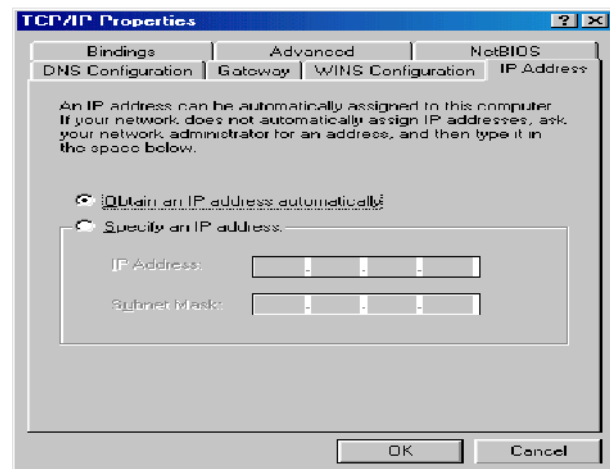 TCP/IP Properties
Bindings Advanced NetBIOS
DNS Configuration Gateway WINS Configuration IP Address
An IP address can be automatically assigned to this computer
If your network does not automatically assign IP addresses, ask
your network administrator for an address, and then type it in
the space below.
Obtain an IP address automatically
Specify an IP address:
IP Address:
Subnet Mask:
OK Cancel